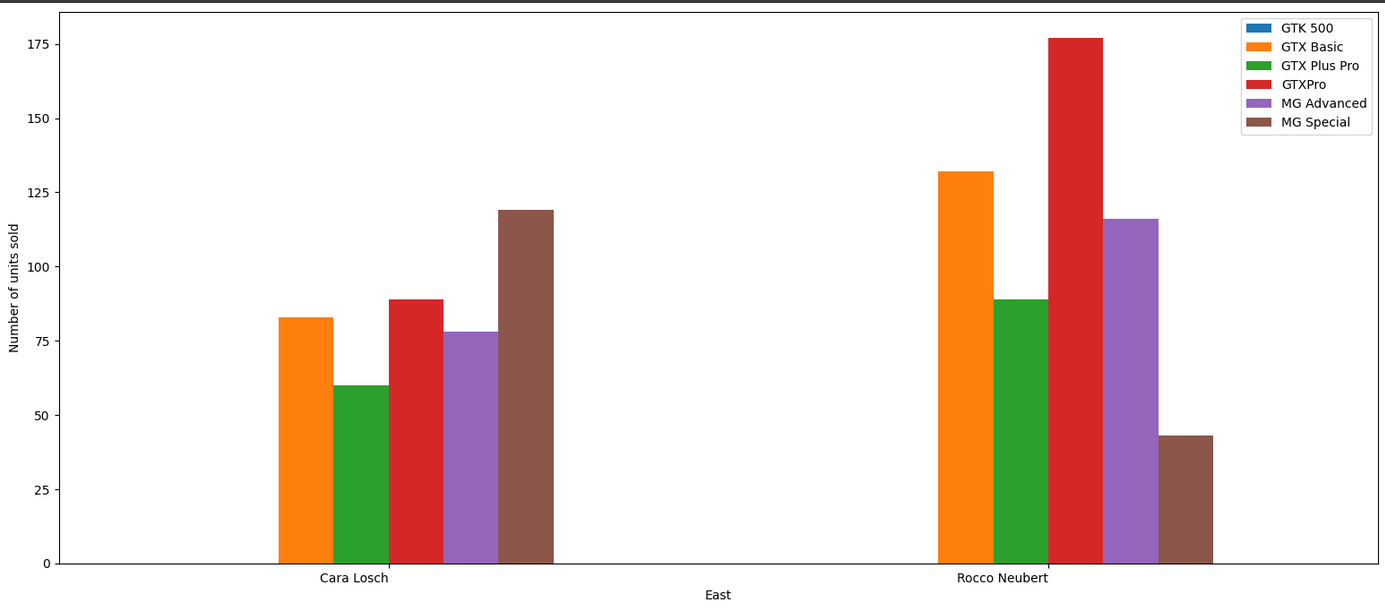 GTK 500
GTX Basic
GTX Plus Pro
GTXPro
MG Advanced
MG Special
175
150
125
100
75
50
25
0
Number of units sold
Cara Losch
Rocco Neubert
East